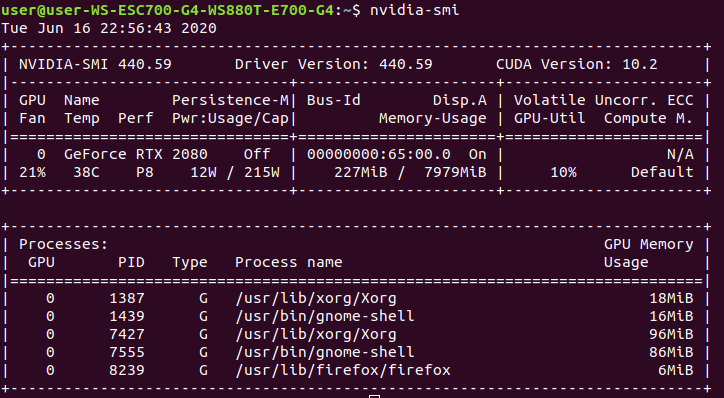 user@user-WS-ESC700-G4-WS880T-E700-G4:~$ nvidia-smi
Tue Jun 16 22:56:43 2020
+-----------------------------------------------------------------------------+
| NVIDIA-SMI 440.59       Driver Version: 440.59       CUDA Version: 10.2     |
|-------------------------------+----------------------+----------------------+
| GPU  Name        Persistence-M| Bus-Id        Disp.A | Volatile Uncorr. ECC |
| Fan  Temp  Perf  Pwr:Usage/Cap|         Memory-Usage | GPU-Util  Compute M. |
|===============================+======================+======================|
|   0  GeForce RTX 2080    Off  | 00000000:65:00.0  On |                  N/A |
| 21%   38C    P8    12W / 215W |    227MiB /  7979MiB |     10%      Default |
+-------------------------------+----------------------+----------------------+

+-----------------------------------------------------------------------------+
| Processes:                                                       GPU Memory |
|  GPU       PID   Type   Process name                             Usage      |
|=============================================================================|
|    0      1387      G   /usr/lib/xorg/Xorg                            18MiB |
|    0      1439      G   /usr/bin/gnome-shell                          16MiB |
|    0      7427      G   /usr/lib/xorg/Xorg                            96MiB |
|    0      7555      G   /usr/bin/gnome-shell                          86MiB |
|    0      8239      G   /usr/lib/firefox/firefox                       6MiB |
+-----------------------------------------------------------------------------+